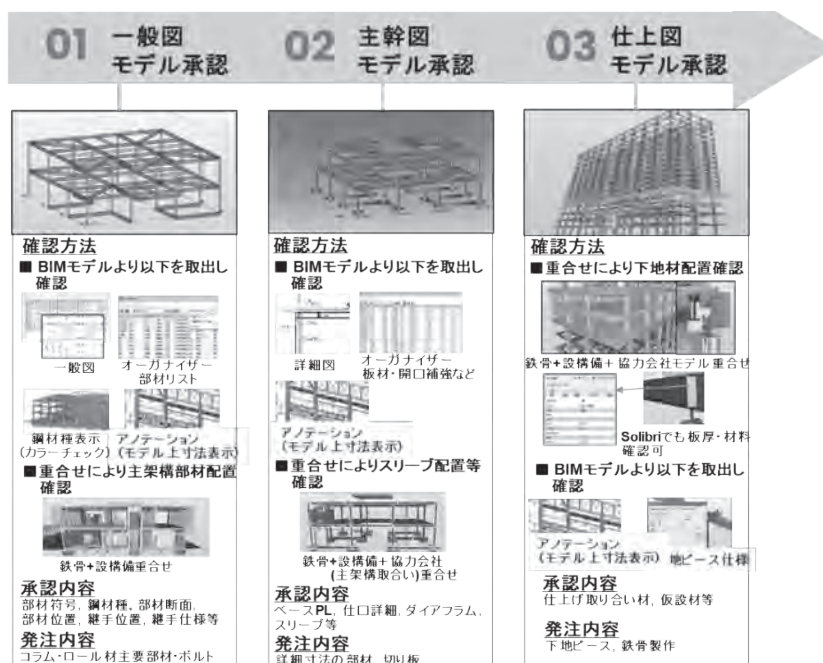 01 一般図
モデル承認
02 主幹図
モデル承認
03 仕上図
モデル承認
確認方法
■ BIMモデルより以下を取出し
確認
一般図
オーガナイザー
部材リスト
鋼材種表示
(カラーチェック)
アノテーション
(モデル上寸法表示)
■重合せにより主架構部材配置
確認
鉄骨+設構備重合せ
承認内容
部材符号, 鋼材種, 部材断面,
部材位置, 継手位置, 継手仕様等
発注内容
コラム・ロール材主要部材・ボルト
確認方法
■ BIMモデルより以下を取出し
確認
詳細図
オーガナイザー
板材・開口補強など
アノテーション
(モデル上寸法表示)
■重合せによりスリーブ配置等
確認
鉄骨+設構備+協力会社
(主架構取合い)重合せ
承認内容
ベースPL, 仕口詳細, ダイアフラム,
スリーブ等
発注内容
詳細寸法の部材, 切り板
確認方法
■重合せにより下地材配置確認
鉄骨+設構備+協力会社モデル重合せ
Solibriでも板厚・材料
確認可
■ BIMモデルより以下を取出し
確認
アノテーション
(モデル上寸法表示)
地ピース仕様
承認内容
仕上げ取り合い材, 仮設材等
発注内容
下地ピース, 鉄骨製作